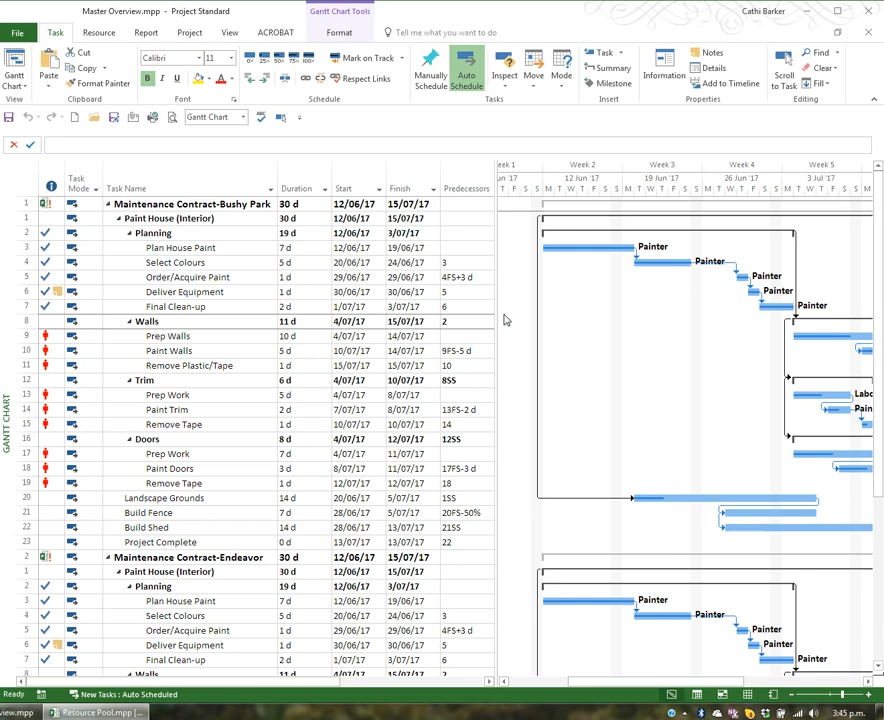 Master Overview.mpp - Project Standard
Gantt Chart Tools
Cathi Barker
File Task Resource Report Project View ACROBAT Format Tell me what you want to do
Gantt Chart
View
Paste
Cut
Copy
Format Painter
Clipboard
Calibri 11
B I U A
Font
Mark on Track
Respect Links
Schedule
Manually Schedule
Auto Schedule
Inspect
Move
Mode
Tasks
Task
Summary
Milestone
Insert
Information
Notes
Details
Add to Timeline
Properties
Scroll to Task
Find
Clear
Fill
Editing
Gantt Chart
Task Mode Task Name Duration Start Finish Predecessors
Week 2 Week 3 Week 4 Week 5
12 Jun '17 19 Jun '17 26 Jun '17 3 Jul '17
T F S S M T W T F S S M T W T F S S M T W T F S S M T W T F S S M
1 Maintenance Contract-Bushy Park 30 d 12/06/17 15/07/17
1 Paint House (Interior) 30 d 12/06/17 15/07/17
2 Planning 19 d 12/06/17 3/07/17
3 Plan House Paint 7 d 12/06/17 19/06/17 Painter
4 Select Colours 5 d 20/06/17 24/06/17 3 Painter
5 Order/Acquire Paint 1 d 29/06/17 29/06/17 4FS+3 d Painter
6 Deliver Equipment 1 d 30/06/17 30/06/17 5 Painter
7 Final Clean-up 2 d 1/07/17 3/07/17 6 Painter
8 Walls 11 d 4/07/17 15/07/17 2
9 Prep Walls 10 d 4/07/17 14/07/17
10 Paint Walls 5 d 10/07/17 14/07/17 9FS-5 d
11 Remove Plastic/Tape 1 d 15/07/17 15/07/17 10
12 Trim 6 d 4/07/17 10/07/17 8SS
13 Prep Work 5 d 4/07/17 8/07/17
14 Paint Trim 2 d 7/07/17 8/07/17 13FS-2 d
15 Remove Tape 1 d 10/07/17 10/07/17 14
16 Doors 8 d 4/07/17 12/07/17 12SS
17 Prep Work 7 d 4/07/17 11/07/17
18 Paint Doors 3 d 8/07/17 11/07/17 17FS-3 d
19 Remove Tape 1 d 12/07/17 12/07/17 18
20 Landscape Grounds 14 d 20/06/17 5/07/17 1SS
21 Build Fence 7 d 28/06/17 5/07/17 20FS-50%
22 Build Shed 14 d 28/06/17 13/07/17 21SS
23 Project Complete 0 d 13/07/17 13/07/17 22
2 Maintenance Contract-Endeavor 30 d 12/06/17 15/07/17
1 Paint House (Interior) 30 d 12/06/17 15/07/17
2 Planning 19 d 12/06/17 3/07/17
3 Plan House Paint 7 d 12/06/17 19/06/17 Painter
4 Select Colours 5 d 20/06/17 24/06/17 3 Painter
5 Order/Acquire Paint 1 d 29/06/17 29/06/17 4FS+3 d Painter
6 Deliver Equipment 1 d 30/06/17 30/06/17 5 Painter
7 Final Clean-up 2 d 1/07/17 3/07/17 6 Painter
8 Walls 11 d 4/07/17 15/07/17 2
GANTT CHART
Ready New Tasks : Auto Scheduled
Resource Pool.mpp [...
3:45 p.m.